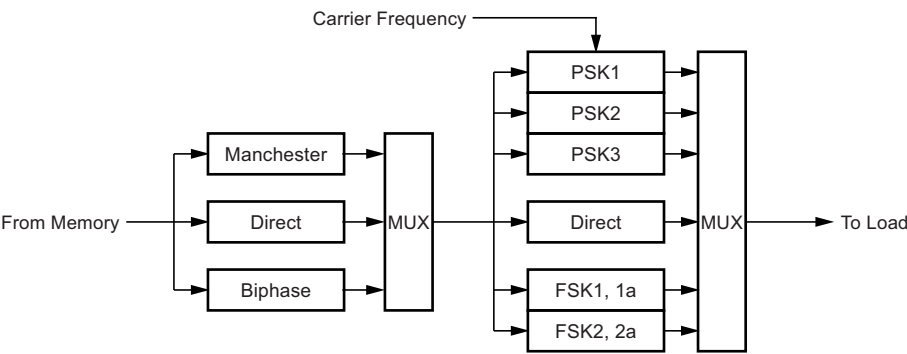 Carrier Frequency
PSK1
PSK2
PSK3
Manchester
From Memory
Direct
MUX
Direct
MUX
To Load
Biphase
FSK1, 1a
FSK2, 2a